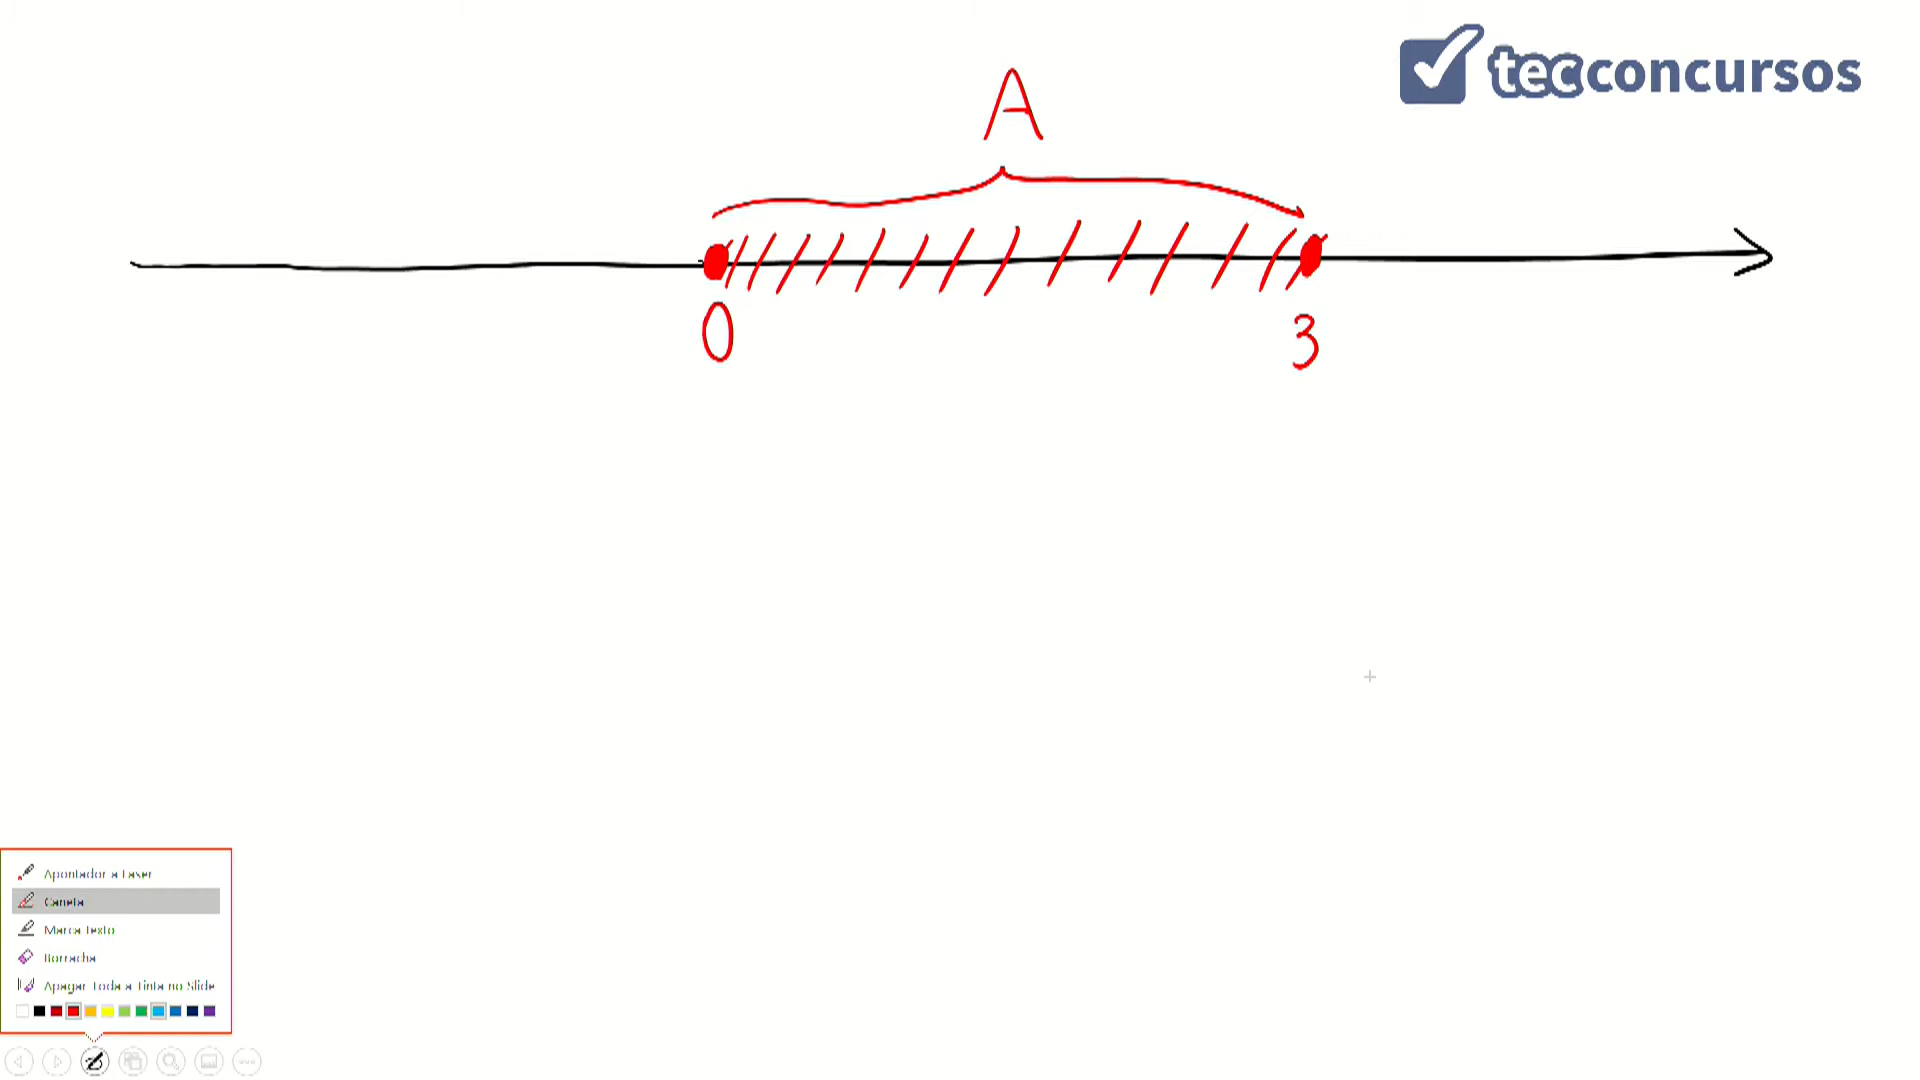 tecconcursos
A
0 3
Apontador a Laser
Caneta
Marca Texto
Borracha
Apagar Toda a Tinta no Slide